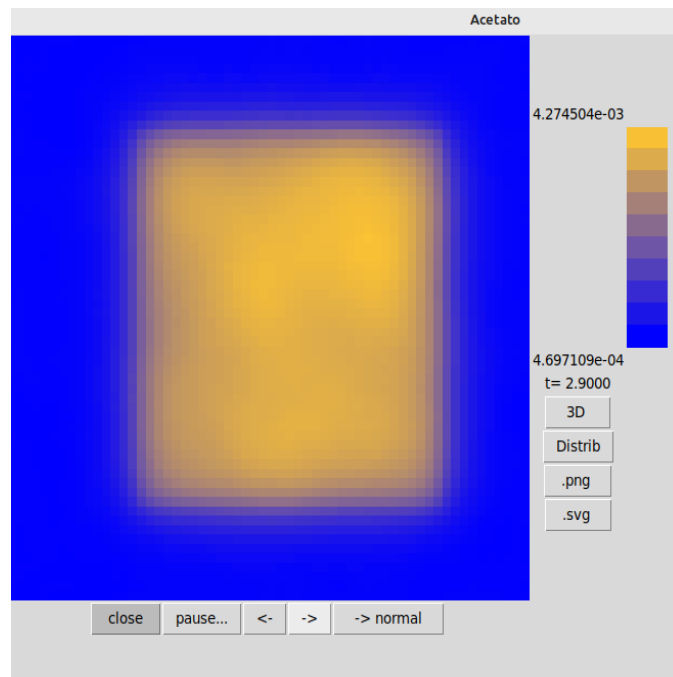 Acetato
4.274504e-03
4.697109e-04
t= 2.9000
3D
Distrib
.png
.svg
close pause... <- -> -> normal